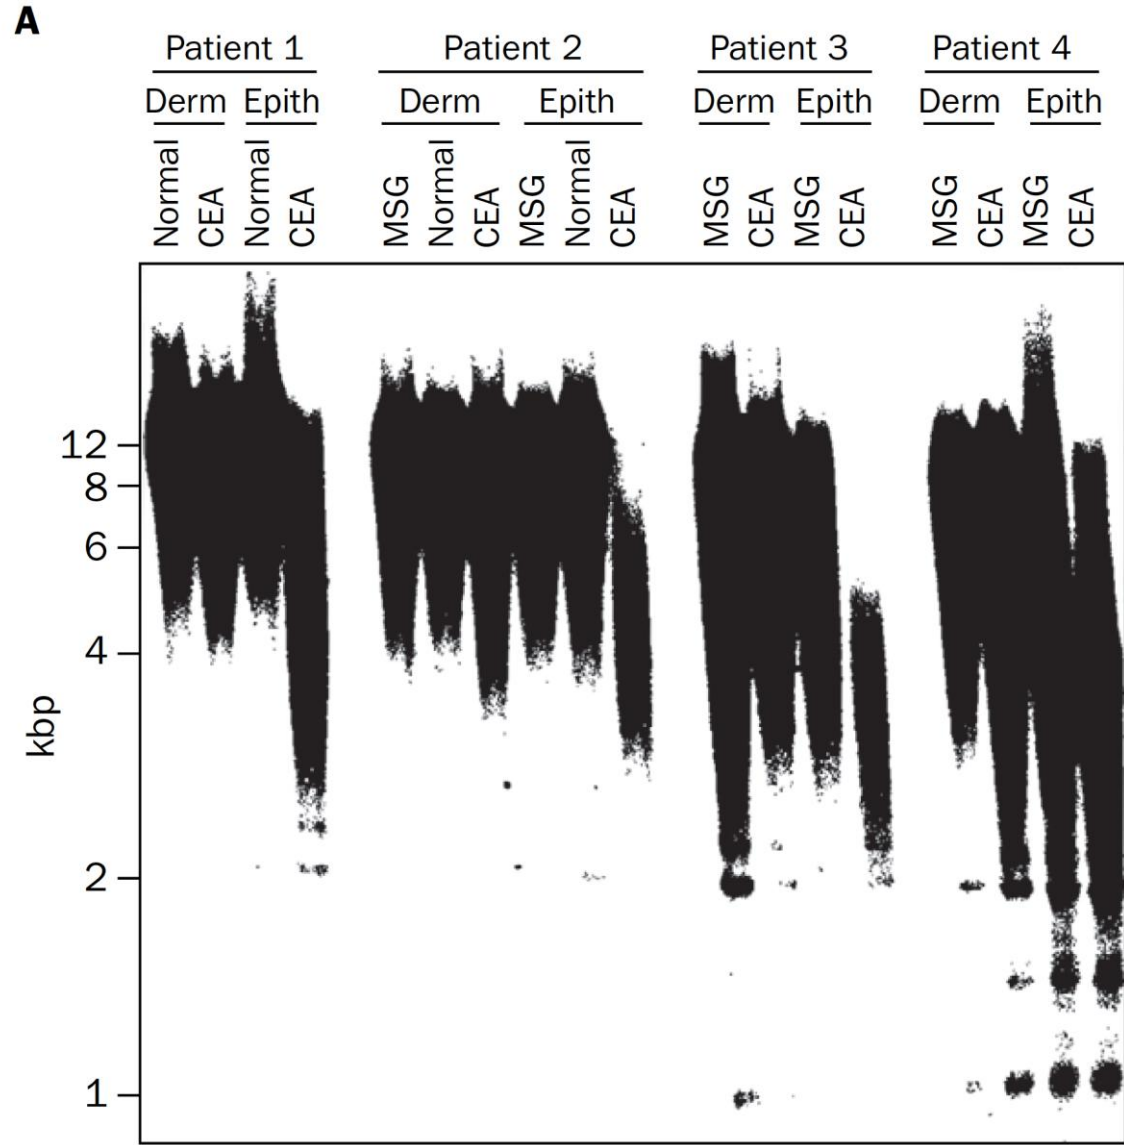 A
Patient 1 Patient 2 Patient 3 Patient 4
Derm Epith Derm Epith Derm Epith Derm Epith
Normal CEA Normal CEA MSG Normal CEA MSG Normal CEA MSG CEA MSG CEA MSG CEA MSG CEA
12
8
6
4
kbp
2
1